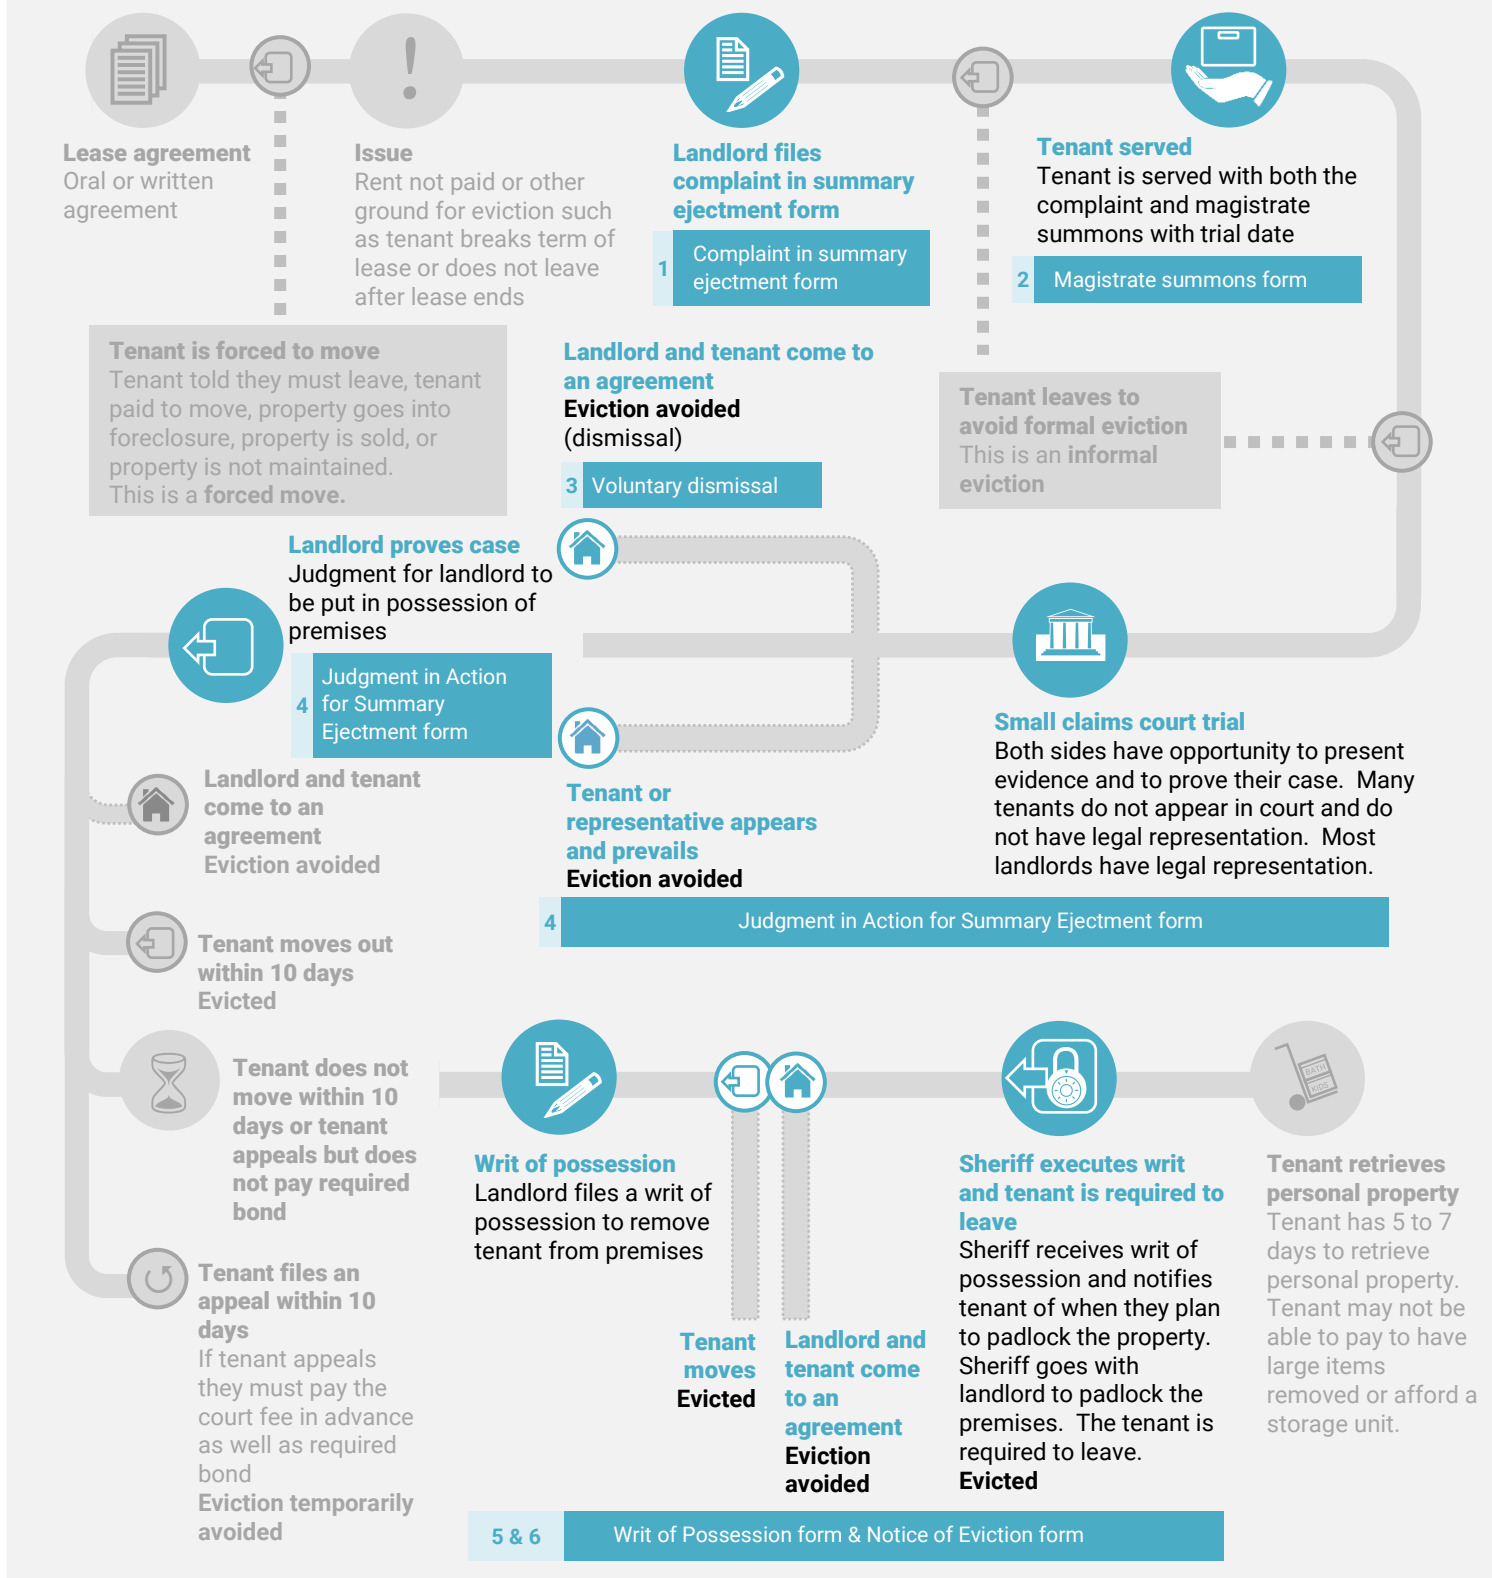 Lease agreement
Oral or written
agreement
Issue
Rent not paid or other
ground for eviction such
as tenant breaks term of
lease or does not leave
after lease ends
Landlord files
complaint in summary
ejectment form
1
Complaint in summary
ejectment form
Tenant served
Tenant is served with both the
complaint and magistrate
summons with trial date
2
Magistrate summons form
Tenant is forced to move
Tenant told they must leave, tenant
paid to move, property goes into
foreclosure, property is sold, or
property is not maintained.
This is a forced move.
Landlord and tenant come to
an agreement
Eviction avoided
(dismissal)
3
Voluntary dismissal
Tenant leaves to
avoid formal eviction
This is an informal
eviction
Landlord proves case
Judgment for landlord to
be put in possession of
premises
4
Judgment in Action
for Summary
Ejectment form
Small claims court trial
Both sides have opportunity to present
evidence and to prove their case.  Many
tenants do not appear in court and do
not have legal representation.  Most
landlords have legal representation.
Tenant or
representative appears
and prevails
Eviction avoided
4
Judgment in Action for Summary Ejectment form
Landlord and tenant
come to an
agreement
Eviction avoided
Tenant moves out
within 10 days
Evicted
Tenant does not
move within 10
days or tenant
appeals but does
not pay required
bond
Tenant files an
appeal within 10
days
If tenant appeals
they must pay the
court fee in advance
as well as required
bond
Eviction temporarily
avoided
Writ of possession
Landlord files a writ of
possession to remove
tenant from premises
Tenant
moves
Evicted
Landlord and
tenant come
to an
agreement
Eviction
avoided
Sheriff executes writ
and tenant is required to
leave
Sheriff receives writ of
possession and notifies
tenant of when they plan
to padlock the property.
Sheriff goes with
landlord to padlock the
premises.  The tenant is
required to leave.
Evicted
BATH
KIDS
Tenant retrieves
personal property
Tenant has 5 to 7
days to retrieve
personal property.
Tenant may not be
able to pay to have
large items
removed or afford a
storage unit.
5 & 6
Writ of Possession form & Notice of Eviction form